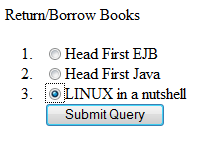 Return/Borrow Books
1. Head First EJB
2. Head First Java
3. LINUX in a nutshell
Submit Query